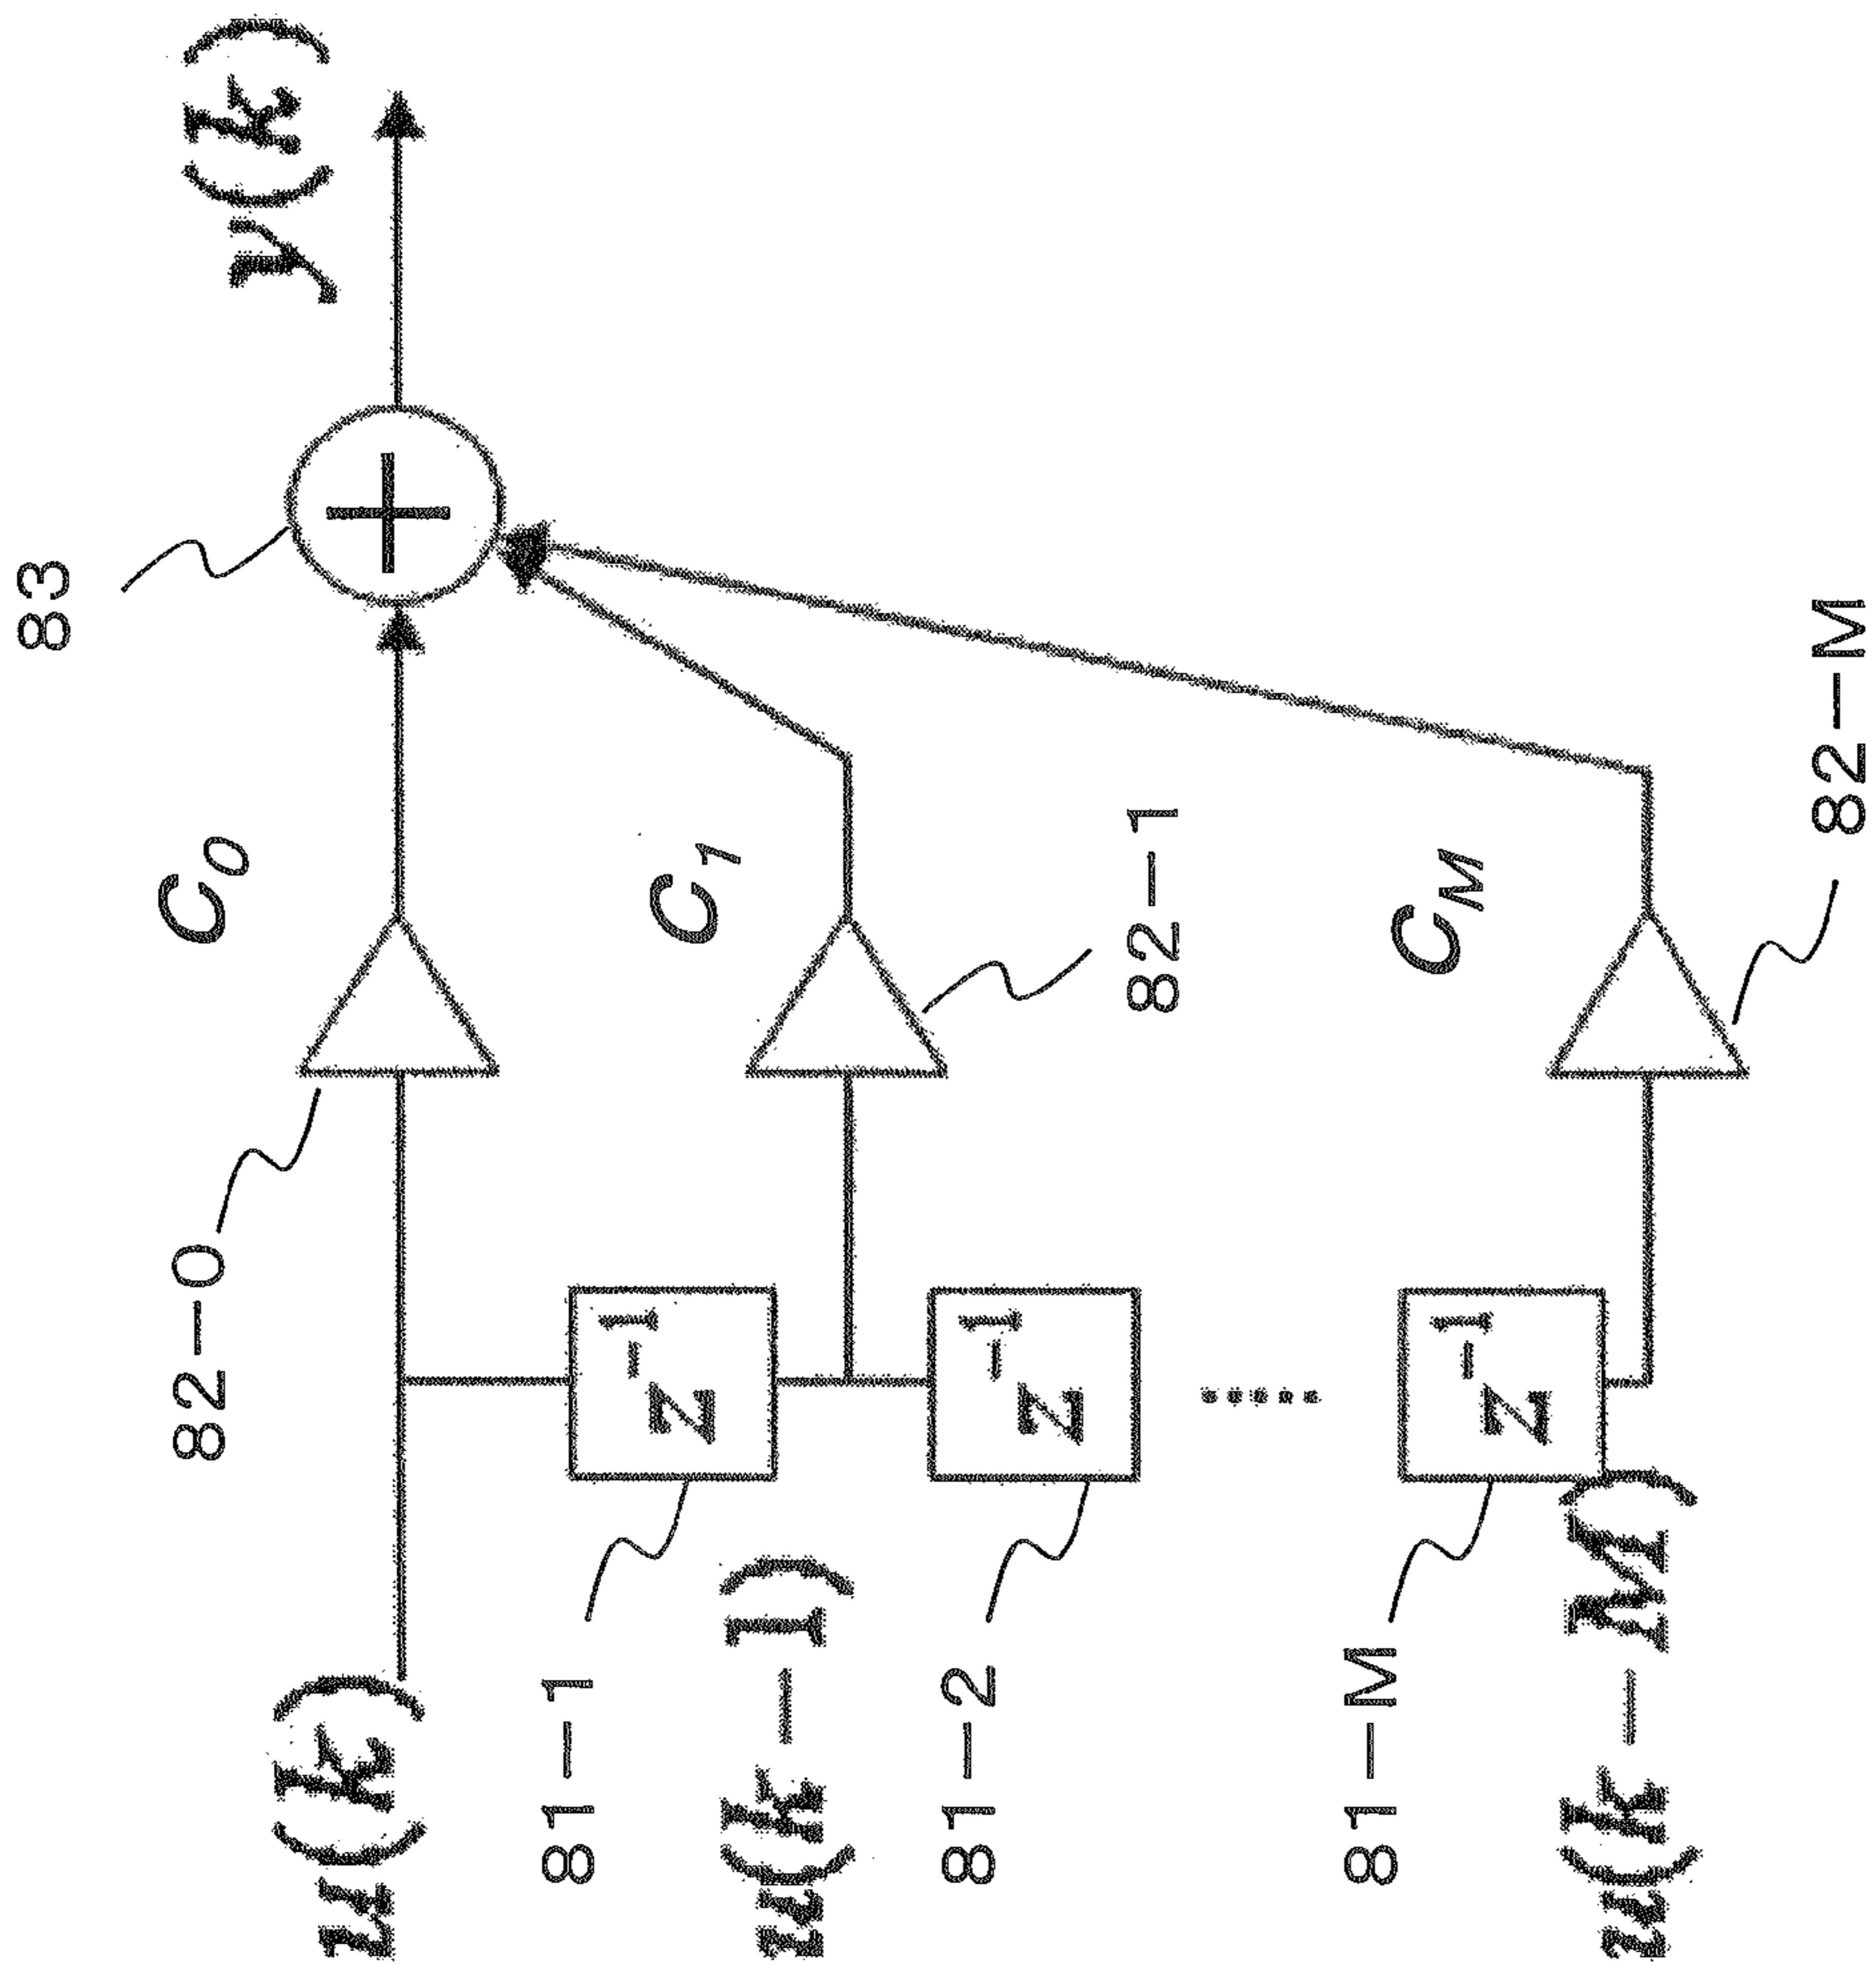 u(k)
82-0
C0
83
y(k)
81-1
z-1
u(k-1)
C1
82-1
81-2
z-1
81-M
z-1
u(k-M)
CM
82-M
+